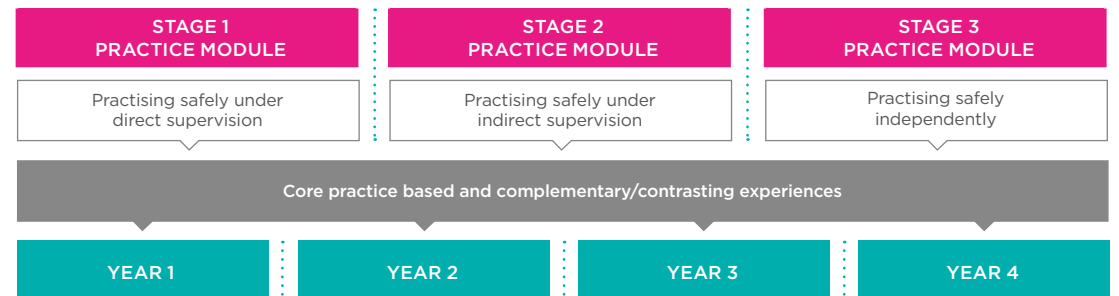 STAGE 1
PRACTICE MODULE
STAGE 2
PRACTICE MODULE
STAGE 3
PRACTICE MODULE
Practising safely under
direct supervision
Practising safely under
indirect supervision
Practising safely
independently
Core practice based and complementary/contrasting experiences
YEAR 1
YEAR 2
YEAR 3
YEAR 4